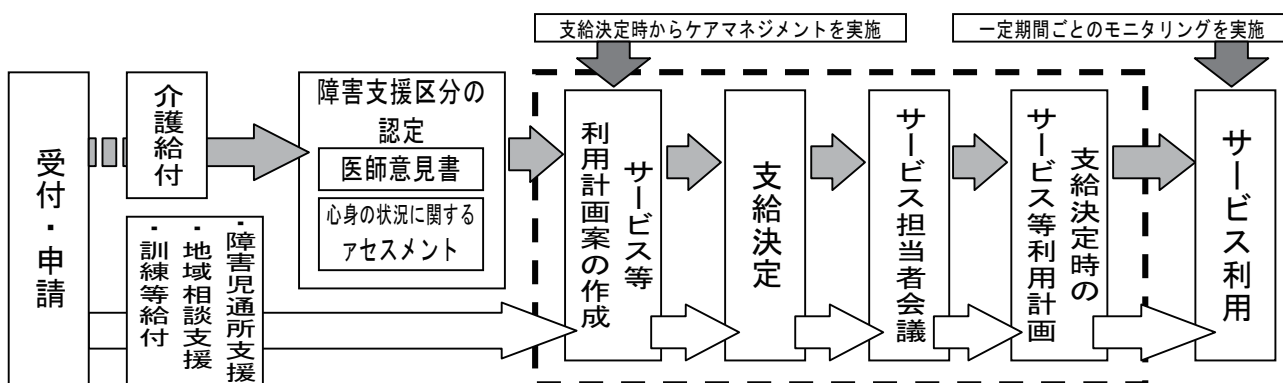 支給決定時からケアマネジメントを実施
一定期間ごとのモニタリングを実施
受付・申請
介護給付
・障害児通所支援
・地域相談支援
・訓練等給付
障害支援区分の
認定
医師意見書
心身の状況に関する
アセスメント
サービス等
利用計画案の作成
支給決定
サービス担当者会議
支給決定時の
サービス等利用計画
サービス利用